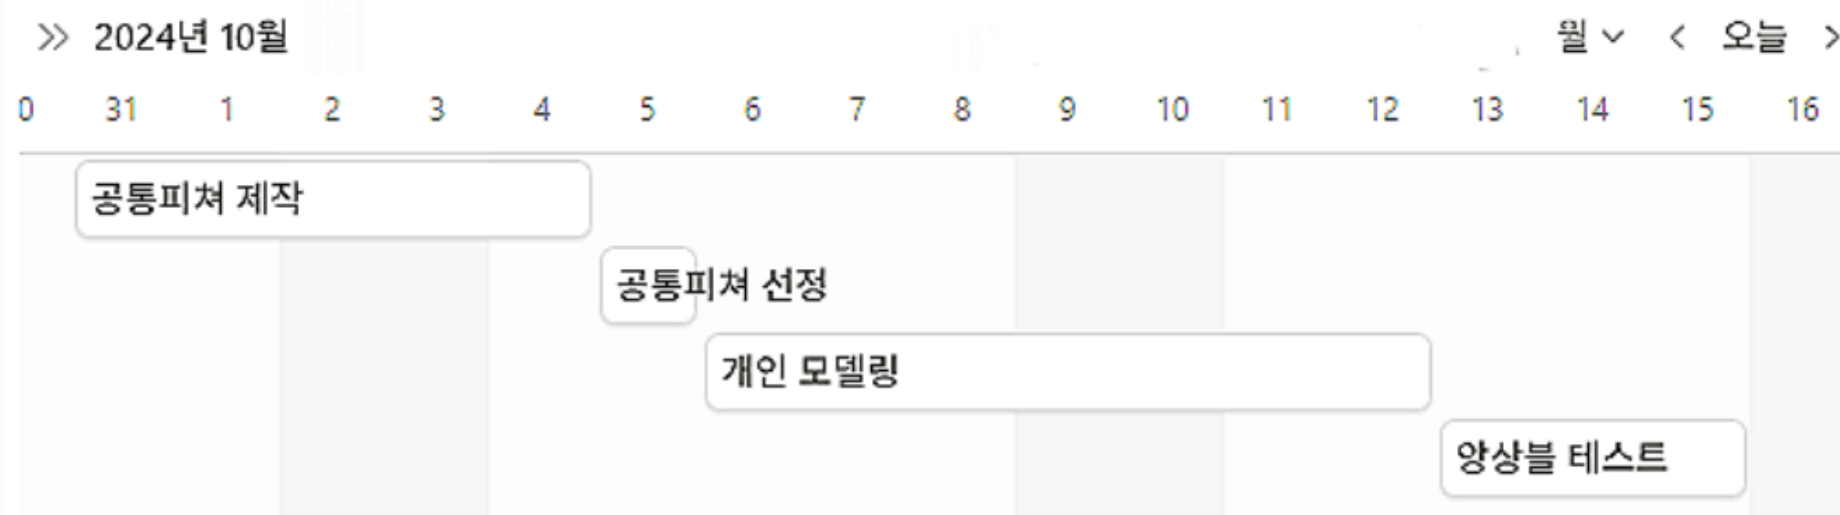 2024년 10월 월 오늘
0 31 1 2 3 4 5 6 7 8 9 10 11 12 13 14 15 16
공통피쳐 제작
공통피쳐 선정
개인 모델링
앙상블 테스트